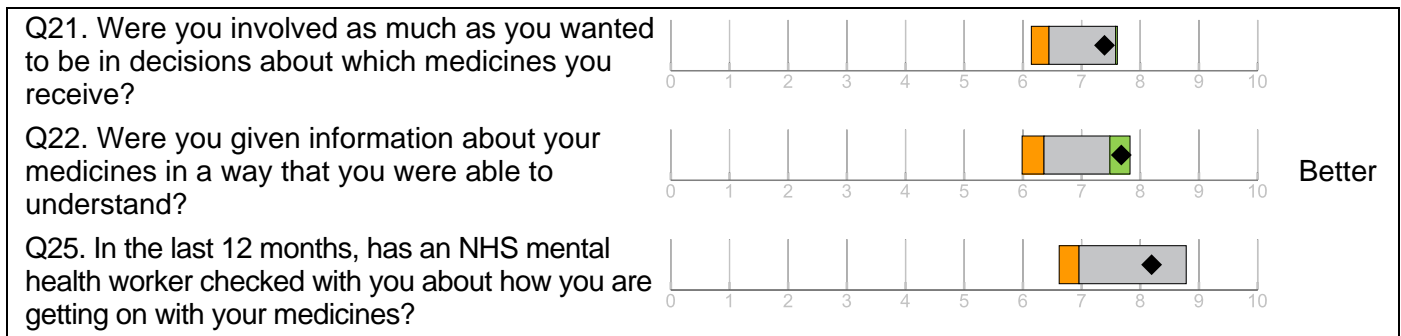 Q21. Were you involved as much as you wanted
to be in decisions about which medicines you
receive?
0 1 2 3 4 5 6 7 8 9 10
Q22. Were you given information about your
medicines in a way that you were able to
understand?
0 1 2 3 4 5 6 7 8 9 10
Better
Q25. In the last 12 months, has an NHS mental
health worker checked with you about how you are
getting on with your medicines?
0 1 2 3 4 5 6 7 8 9 10